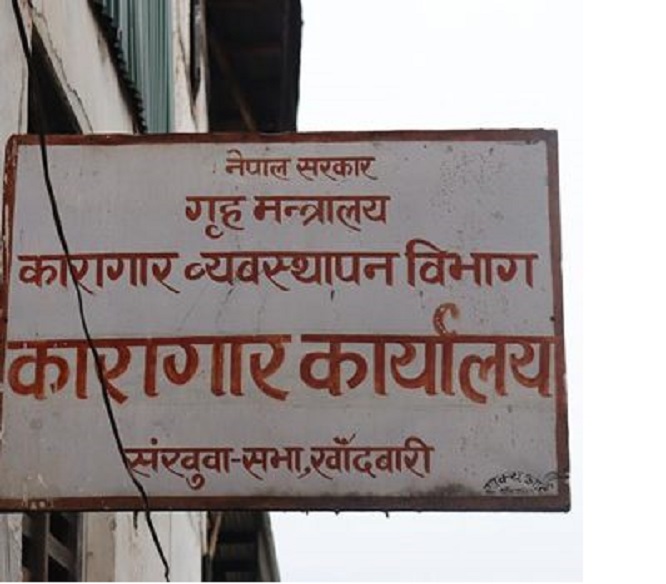 नेपाल सरकार
गृह मन्त्रालय
कारागार व्यवस्थापन विभाग
कारागार कार्यालय
संखुवा-सभा,खाँदबारी